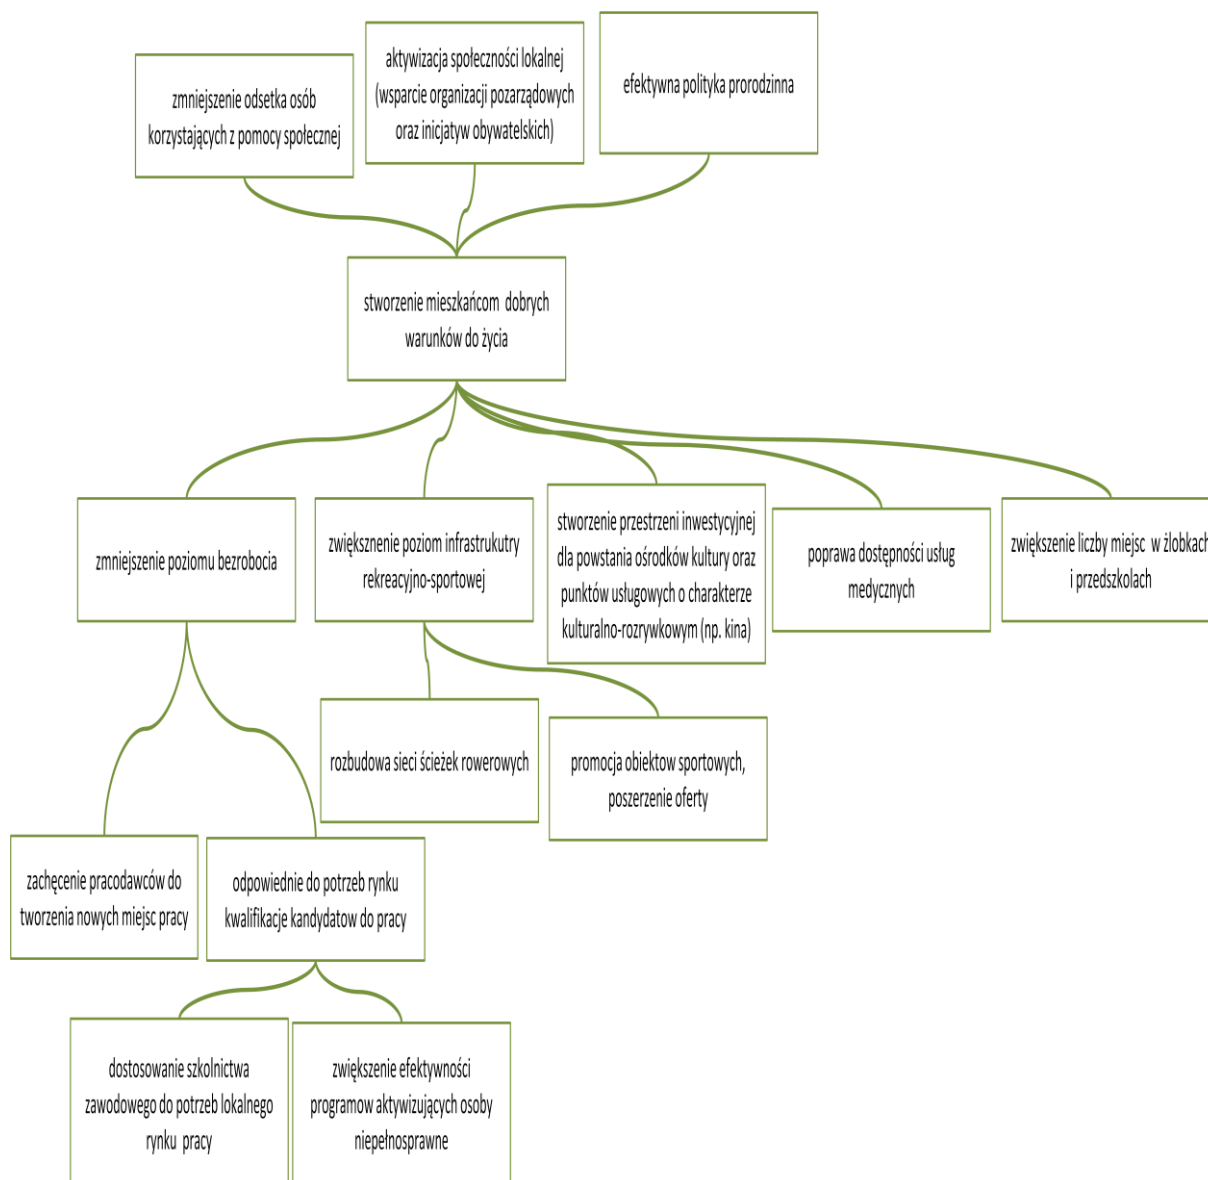 zmniejszenie odsetka osób
korzystających z pomocy społecznej
aktywizacja społeczności lokalnej
(wsparcie organizacji pozarządowych
oraz inicjatyw obywatelskich)
efektywna polityka prorodzinna
stworzenie mieszkańcom dobrych
warunków do życia
zmniejszenie poziomu bezrobocia
zwiększnenie poziom infrastrukutry
rekreacyjno-sportowej
stworzenie przestrzeni inwestycyjnej
dla powstania ośrodków kultury oraz
punktów usługowych o charakterze
kulturalno-rozrywkowym (np. kina)
poprawa dostępności usług
medycznych
zwiększenie liczby miejsc w żlobkach
i przedszkolach
rozbudowa sieci ścieżek rowerowych
promocja obiektow sportowych,
poszerzenie oferty
zachęcenie pracodawców do
tworzenia nowych miejsc pracy
odpowiednie do potrzeb rynku
kwalifikacje kandydatow do pracy
dostosowanie szkolnictwa
zawodowego do potrzeb lokalnego
rynku pracy
zwiększenie efektywności
programow aktywizujących osoby
niepełnosprawne